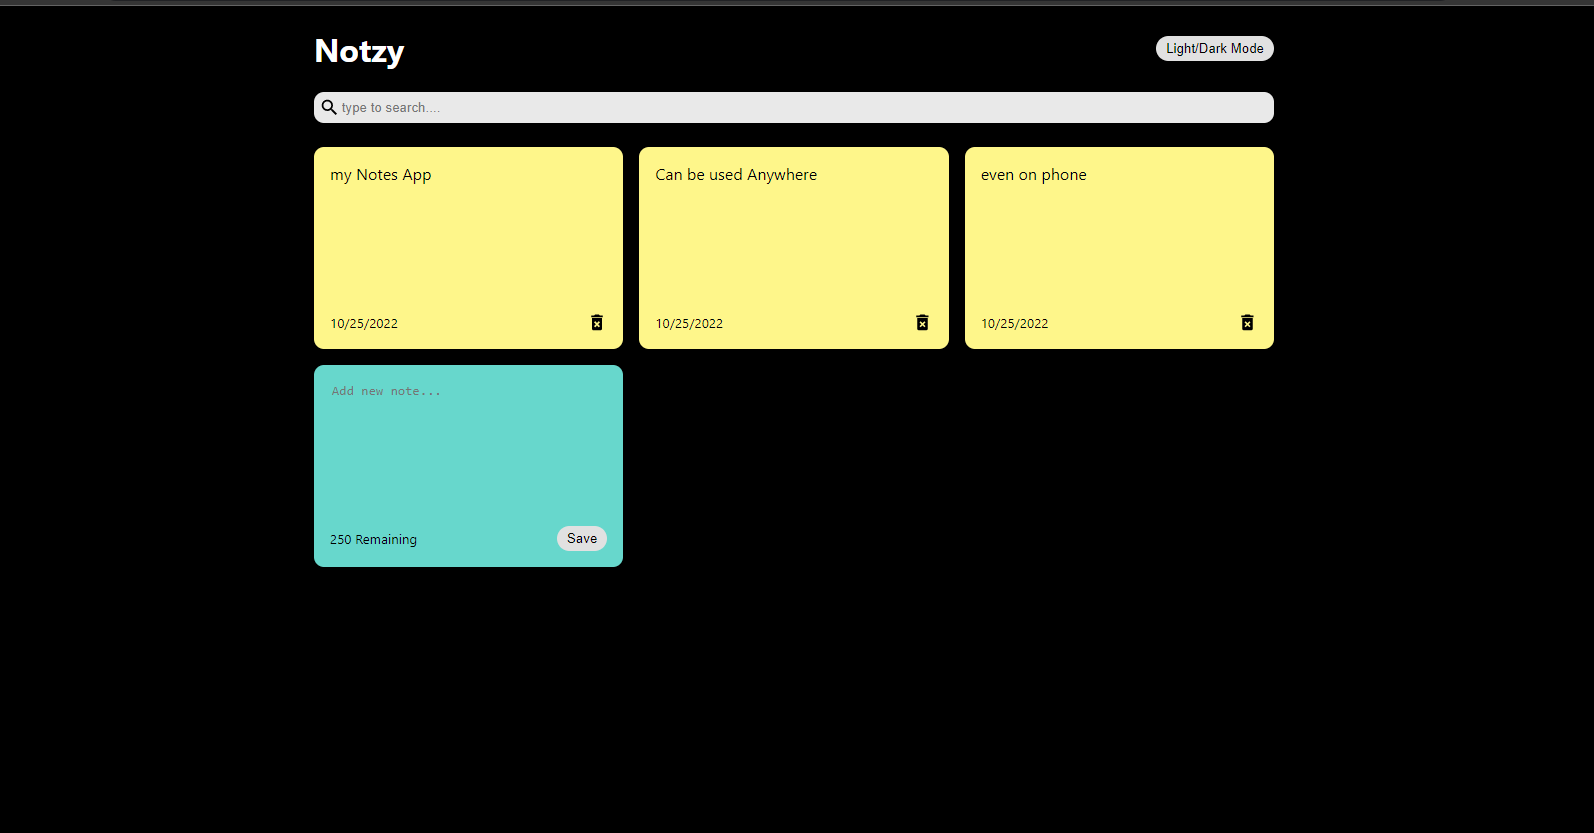 Notzy
Light/Dark Mode
type to search....
my Notes App
Can be used Anywhere
even on phone
10/25/2022
10/25/2022
10/25/2022
Add new note...
250 Remaining
Save